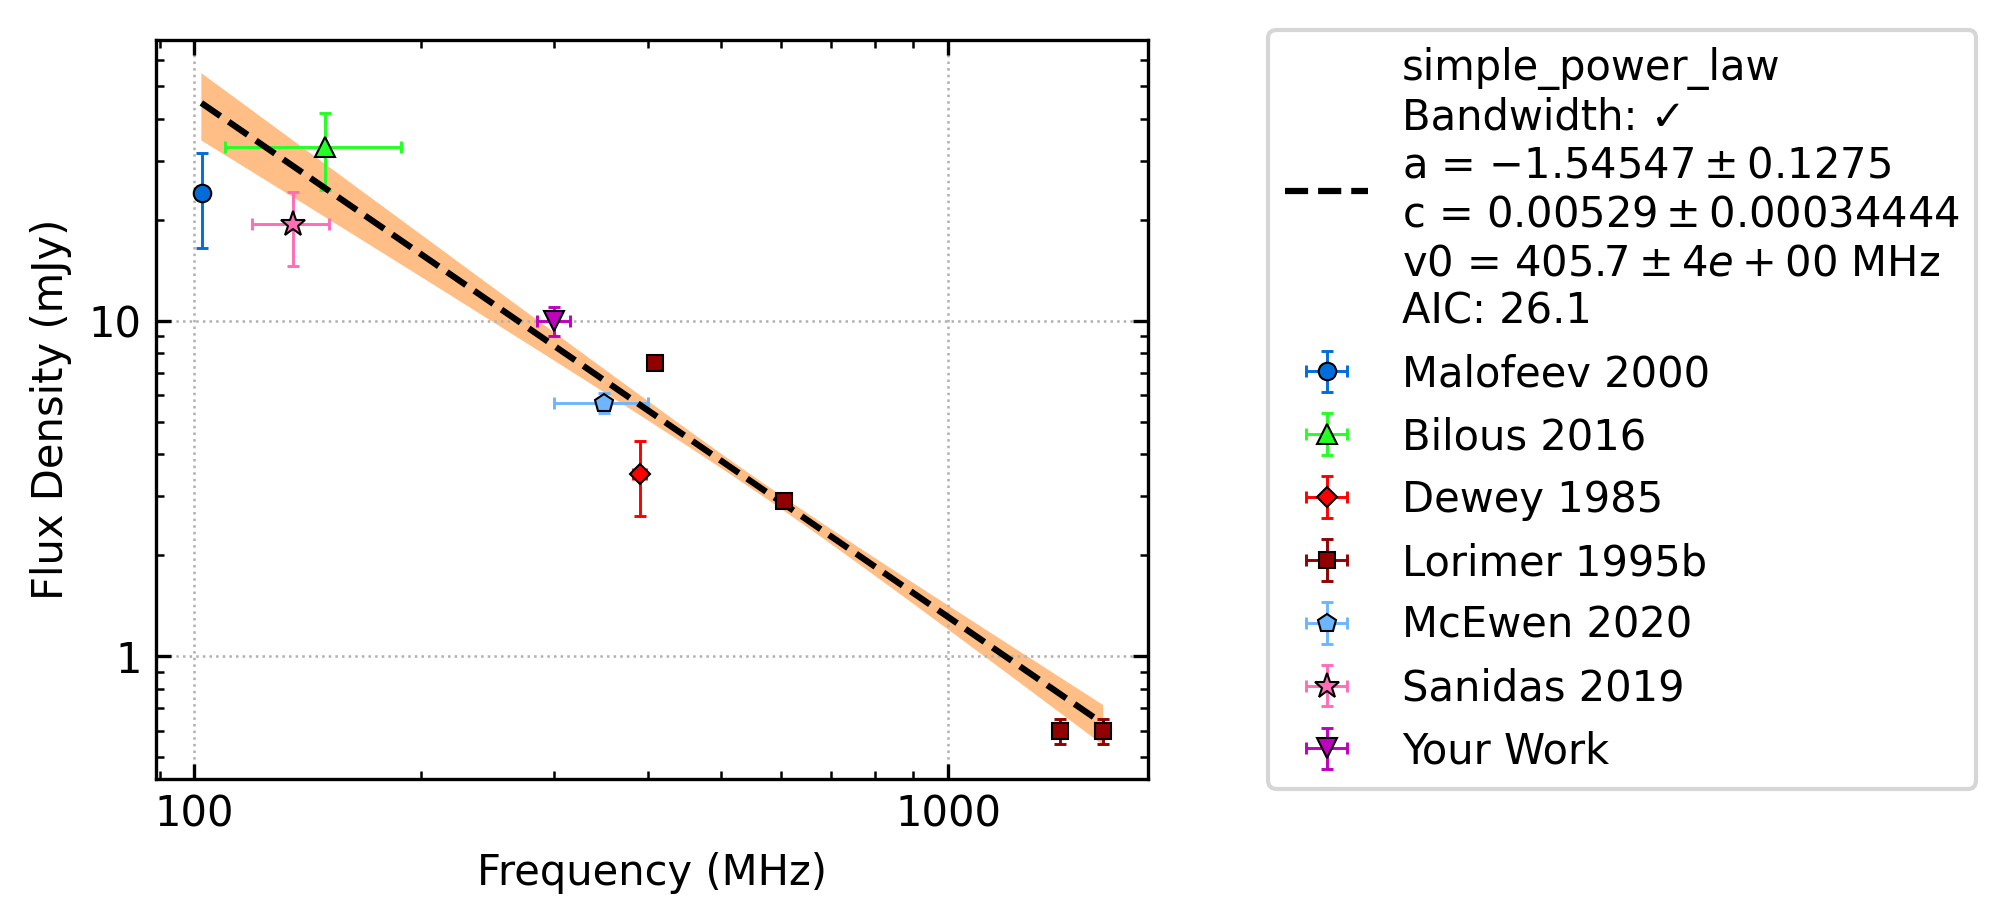 Flux Density (mJy)
10
1
100
1000
Frequency (MHz)
simple_power_law
Bandwidth: ✓
a = −1.54547 ± 0.1275
c = 0.00529 ± 0.00034444
v0 = 405.7 ± 4e + 00 MHz
AIC: 26.1
Malofeev 2000
Bilous 2016
Dewey 1985
Lorimer 1995b
McEwen 2020
Sanidas 2019
Your Work